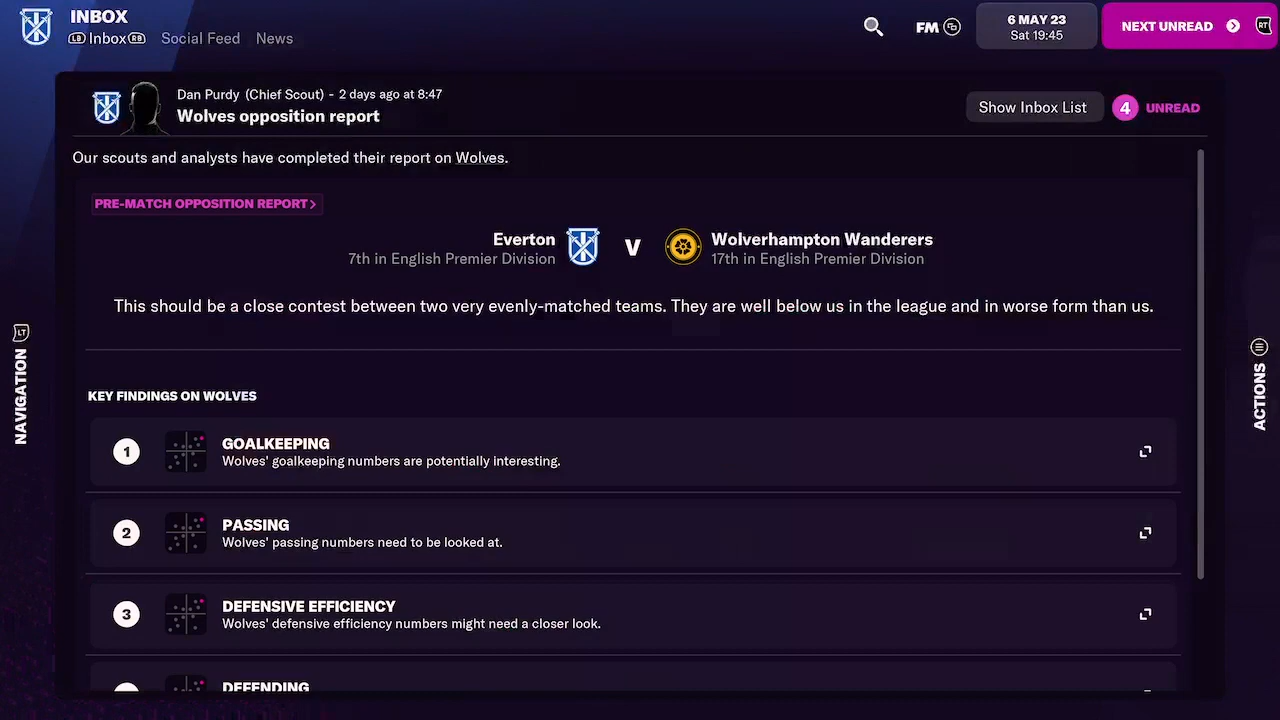 INBOX
LB Inbox RB Social Feed News
FM
6 MAY 23
Sat 19:45
NEXT UNREAD RT
Dan Purdy (Chief Scout) - 2 days ago at 8:47
Wolves opposition report
Show Inbox List
4 UNREAD
Our scouts and analysts have completed their report on Wolves.
PRE-MATCH OPPOSITION REPORT
Everton
7th in English Premier Division
V
Wolverhampton Wanderers
17th in English Premier Division
This should be a close contest between two very evenly-matched teams. They are well below us in the league and in worse form than us.
LT
NAVIGATION
ACTIONS
KEY FINDINGS ON WOLVES
1
GOALKEEPING
Wolves' goalkeeping numbers are potentially interesting.
2
PASSING
Wolves' passing numbers need to be looked at.
3
DEFENSIVE EFFICIENCY
Wolves' defensive efficiency numbers might need a closer look.
DEFENDING